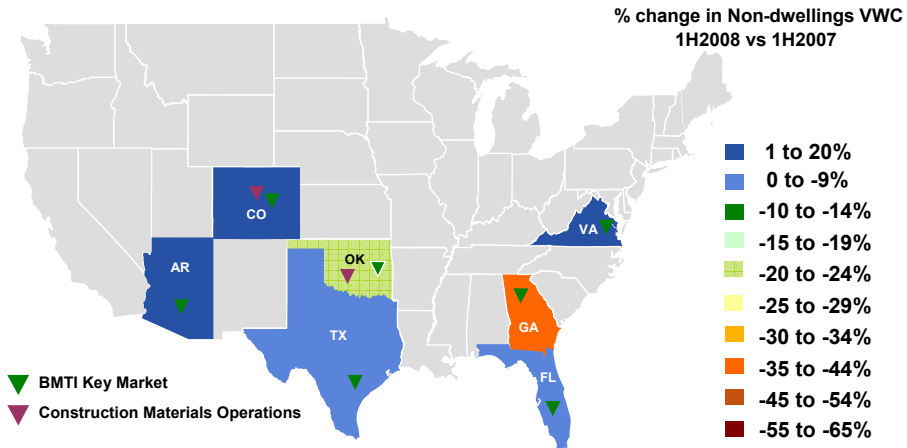 % change in Non-dwellings VWC
1H2008 vs 1H2007
1 to 20%
0 to -9%
-10 to -14%
-15 to -19%
-20 to -24%
-25 to -29%
-30 to -34%
-35 to -44%
-45 to -54%
-55 to -65%
CO
VA
OK
AR
TX
GA
FL
BMTI Key Market
Construction Materials Operations